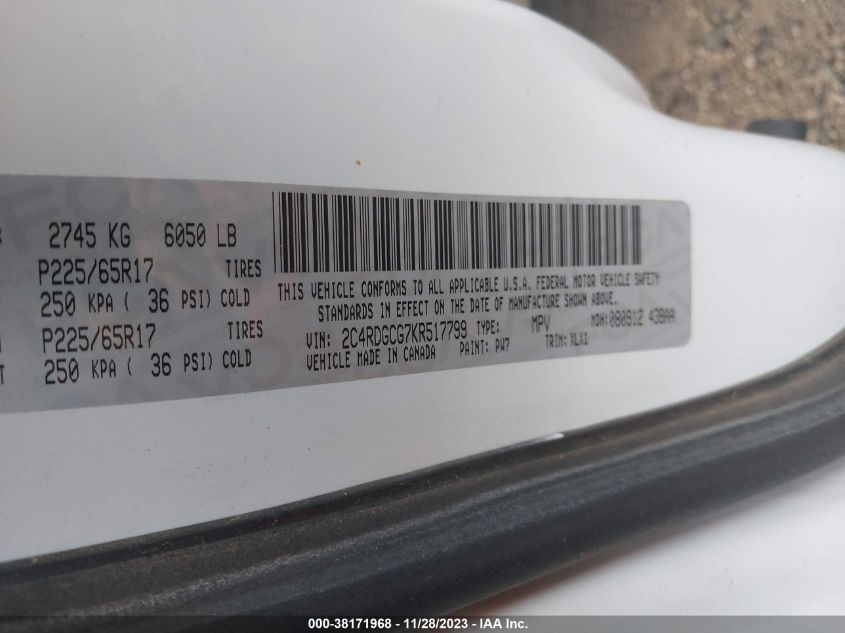 2745 KG 6050 LB
P225/65R17 TIRES
250 KPA ( 36 PSI) COLD
P225/65R17 TIRES
250 KPA ( 36 PSI) COLD
THIS VEHICLE CONFORMS TO ALL APPLICABLE U.S.A. FEDERAL MOTOR VEHICLE SAFETY
STANDARDS IN EFFECT ON THE DATE OF MANUFACTURE SHOWN ABOVE.
VIN: 2C4RDGCG7KR517799 TYPE: MPV MDH: 080912 438AA
VEHICLE MADE IN CANADA PAINT: PW7 TRIM: XLX1
000-38171968 - 11/28/2023 - IAA Inc.